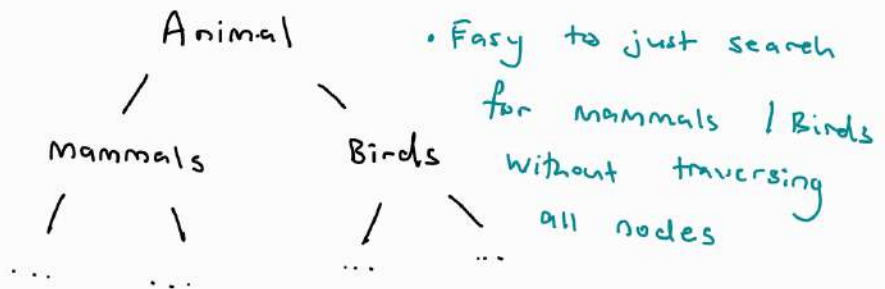 Animal
Mammals Birds
... ... ... ...
• Easy to just search
for mammals / Birds
without traversing
all nodes